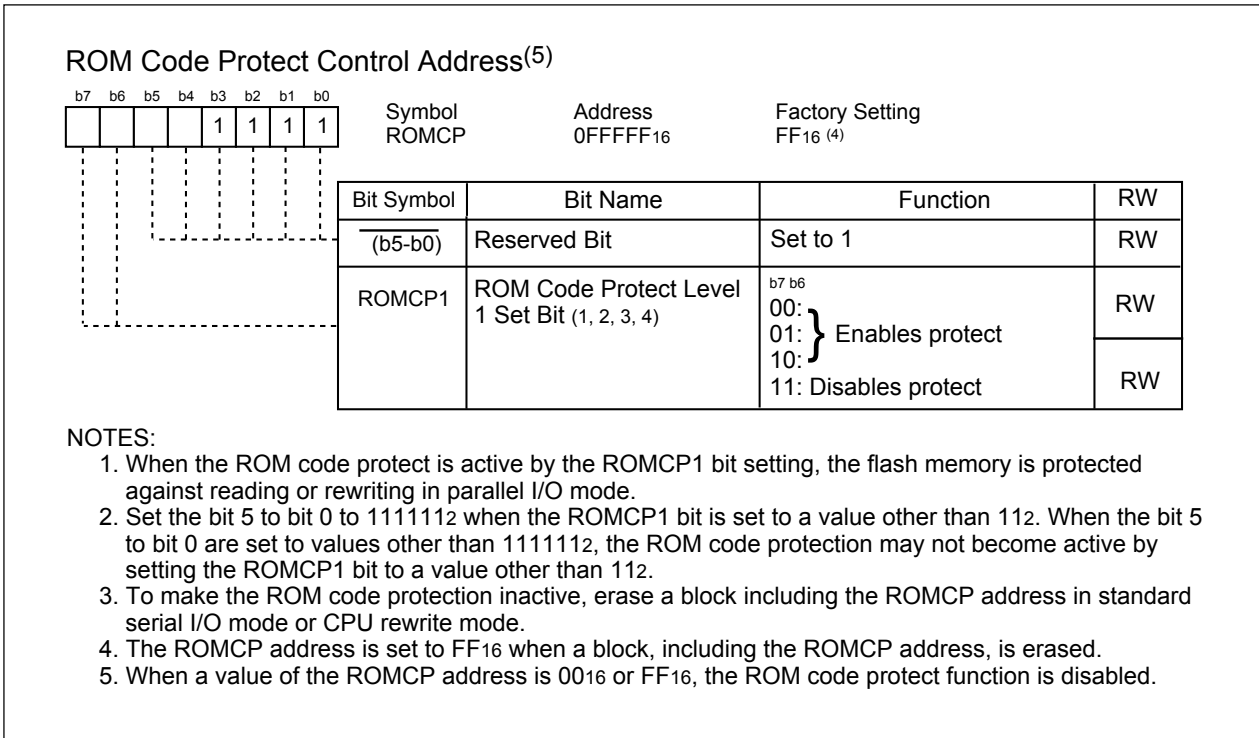 ROM Code Protect Control Address(5)
b7 b6 b5 b4 b3 b2 b1 b0
1 1 1 1
Symbol Address Factory Setting
ROMCP 0FFFFF16 FF16 (4)
Bit Symbol Bit Name Function RW
(b5-b0) Reserved Bit Set to 1 RW
ROMCP1 ROM Code Protect Level
1 Set Bit (1, 2, 3, 4)
b7 b6
00:
01: } Enables protect
10:
11: Disables protect
RW
RW
NOTES:
1. When the ROM code protect is active by the ROMCP1 bit setting, the flash memory is protected
against reading or rewriting in parallel I/O mode.
2. Set the bit 5 to bit 0 to 1111112 when the ROMCP1 bit is set to a value other than 112. When the bit 5
to bit 0 are set to values other than 1111112, the ROM code protection may not become active by
setting the ROMCP1 bit to a value other than 112.
3. To make the ROM code protection inactive, erase a block including the ROMCP address in standard
serial I/O mode or CPU rewrite mode.
4. The ROMCP address is set to FF16 when a block, including the ROMCP address, is erased.
5. When a value of the ROMCP address is 0016 or FF16, the ROM code protect function is disabled.